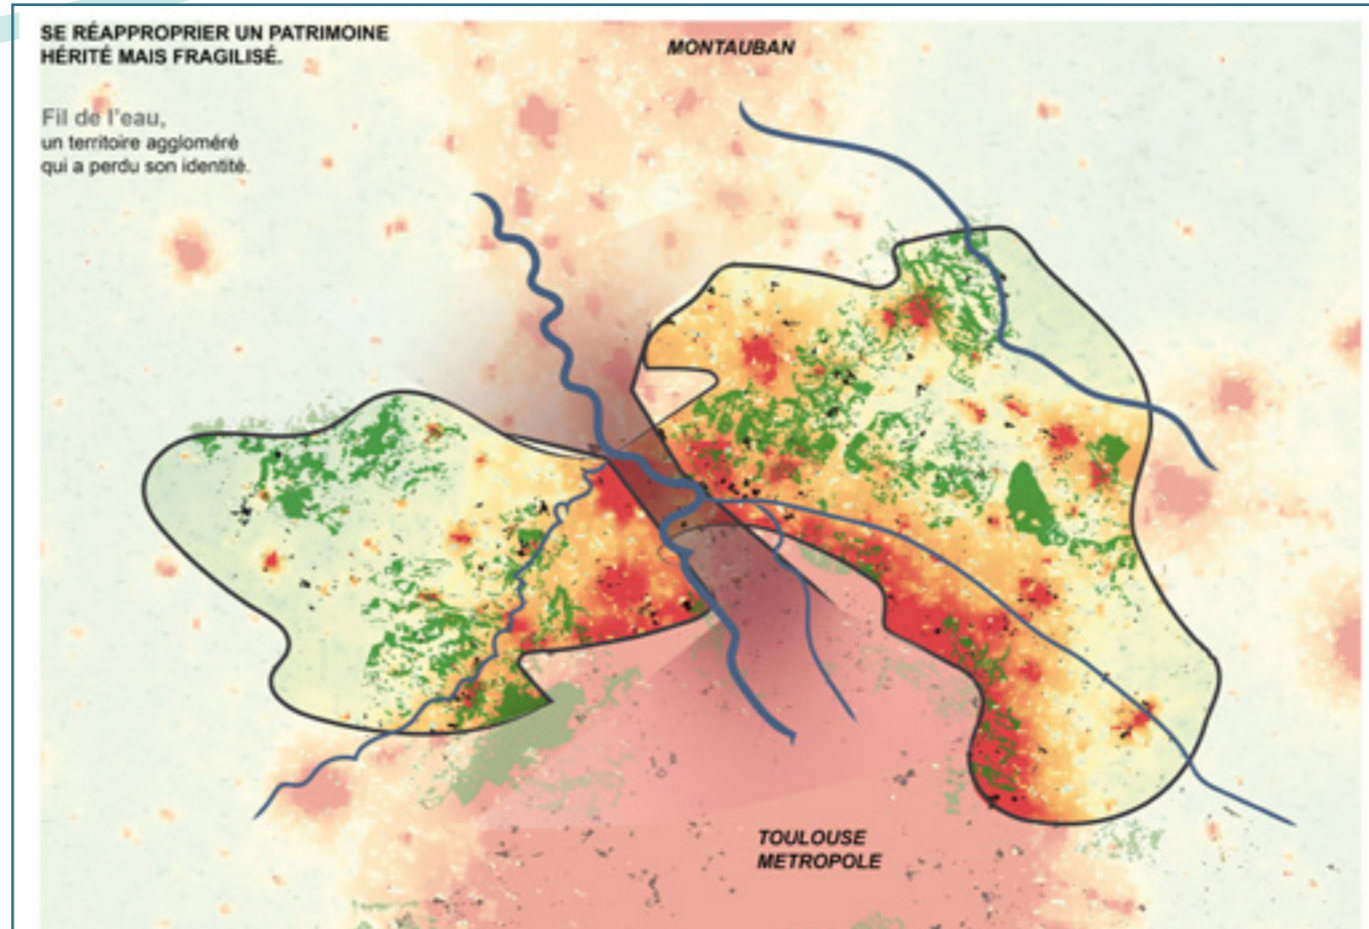 SE RÉAPPROPRIER UN PATRIMOINE
HÉRITÉ MAIS FRAGILISÉ.
MONTAUBAN
Fil de l'eau,
un territoire aggloméré
qui a perdu son identité.
TOULOUSE
METROPOLE